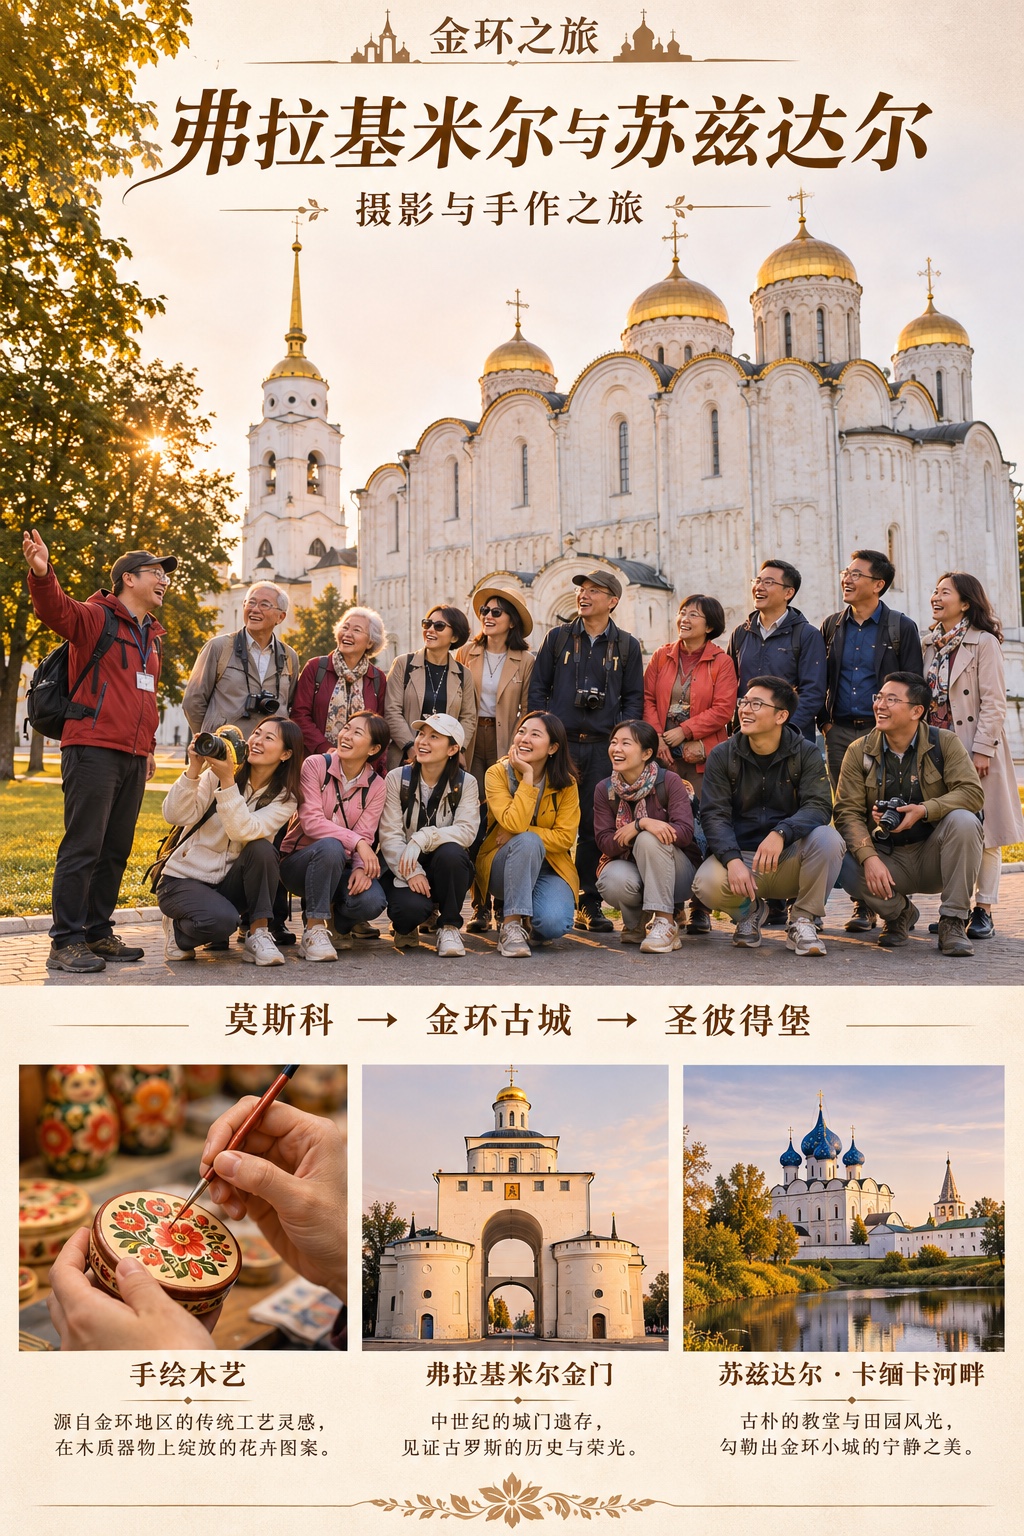 金环之旅
弗拉基米尔与苏兹达尔
摄影与手作之旅
莫斯科 → 金环古城 → 圣彼得堡
手绘木艺
源自金环地区的传统工艺灵感，
在木质器物上绽放的花卉图案。
弗拉基米尔金门
中世纪的城门遗存，
见证古罗斯的历史与荣光。
苏兹达尔·卡缅卡河畔
古朴的教堂与田园风光，
勾勒出金环小城的宁静之美。